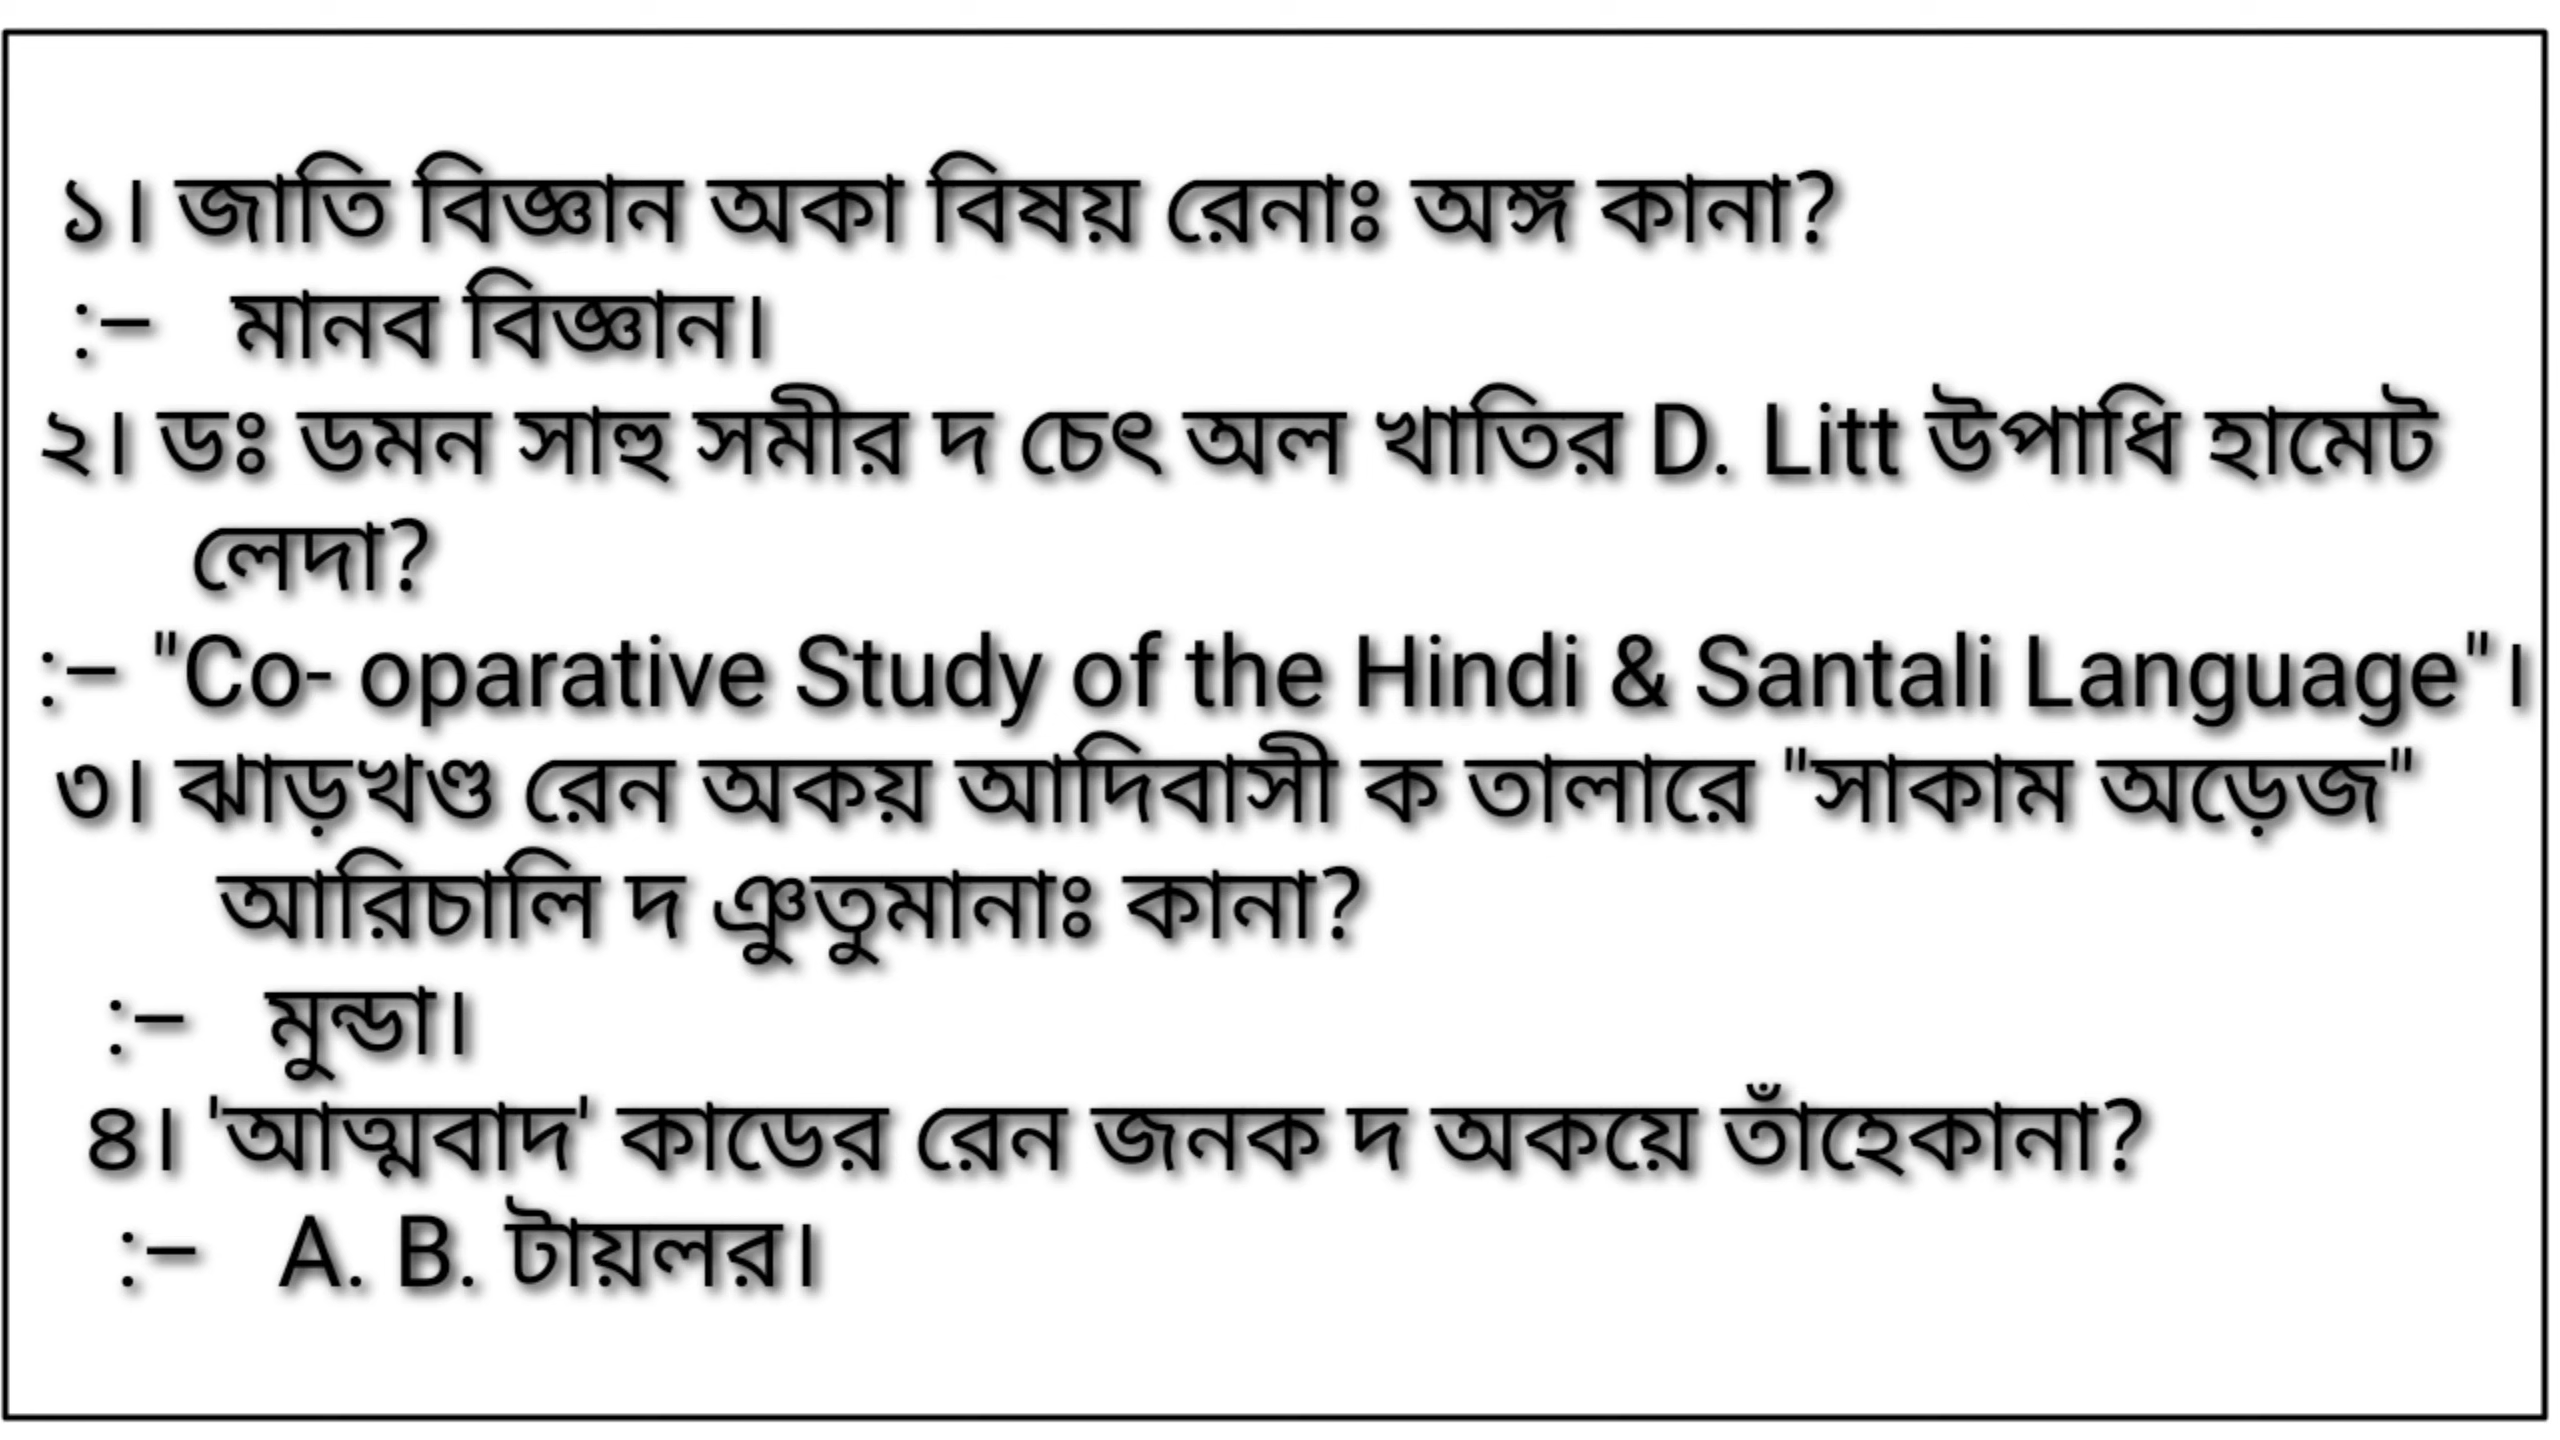 ১। জাতি বিজ্ঞান অকা বিষয় রেনাঃ অঙ্গ কানা?
:– মানব বিজ্ঞান।
২। ডঃ ডমন সাহু সমীর দ চেৎ অল খাতির D. Litt উপাধি হামেট
লেদা?
:– "Co- oparative Study of the Hindi & Santali Language"।
৩। ঝাড়খণ্ড রেন অকয় আদিবাসী ক তালারে "সাকাম অড়েজ"
আরিচালি দ ঞুতুমানাঃ কানা?
:– মুন্ডা।
৪। 'আত্মবাদ' কাডের রেন জনক দ অকয়ে তাঁহেকানা?
:– A. B. টায়লর।